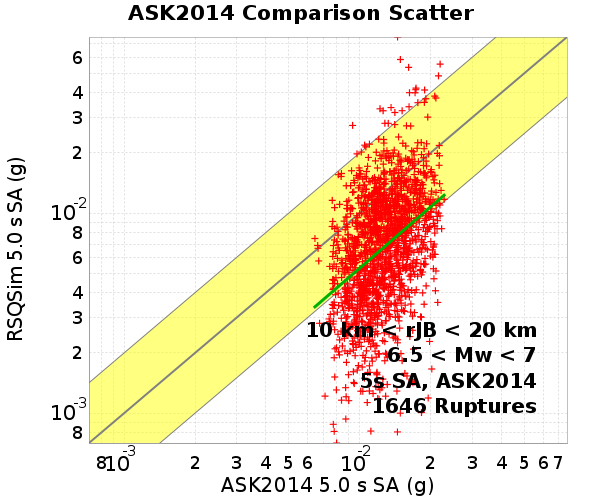 ASK2014 Comparison Scatter
RSQSim 5.0 s SA (g)
6
4
3
2
10-2
8
6
4
3
2
10-3
8
10 km < rJB < 20 km
6.5 < Mw < 7
5s SA, ASK2014
1646 Ruptures
8 10-3 2 3 4 5 6 8 10-2 2 3 4 5 6 7
ASK2014 5.0 s SA (g)